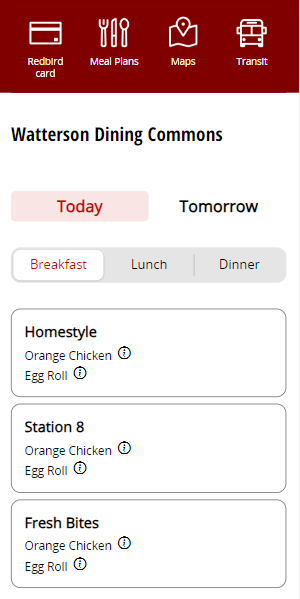 Redbird
card
Meal Plans
Maps
Transit
Watterson Dining Commons
Today
Tomorrow
Breakfast
Lunch
Dinner
Homestyle
Orange Chicken
Egg Roll
Station 8
Orange Chicken
Egg Roll
Fresh Bites
Orange Chicken
Egg Roll